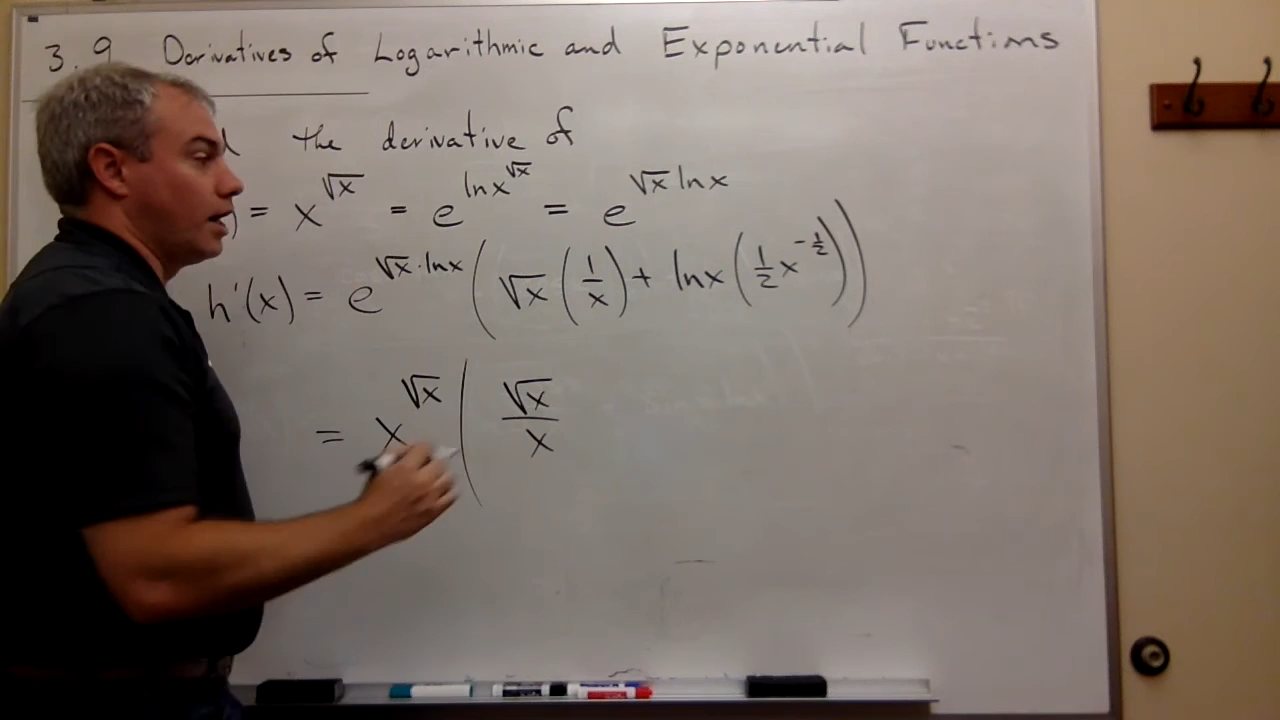 3.9 Derivatives of Logarithmic and Exponential Functions
the derivative of
) = x^√x = e^(ln x^√x) = e^(√x ln x)
h'(x) = e^(√x · ln x) ( √x (1/x) + ln x (1/2 x^(-1/2)) )
= x^√x ( √x/x